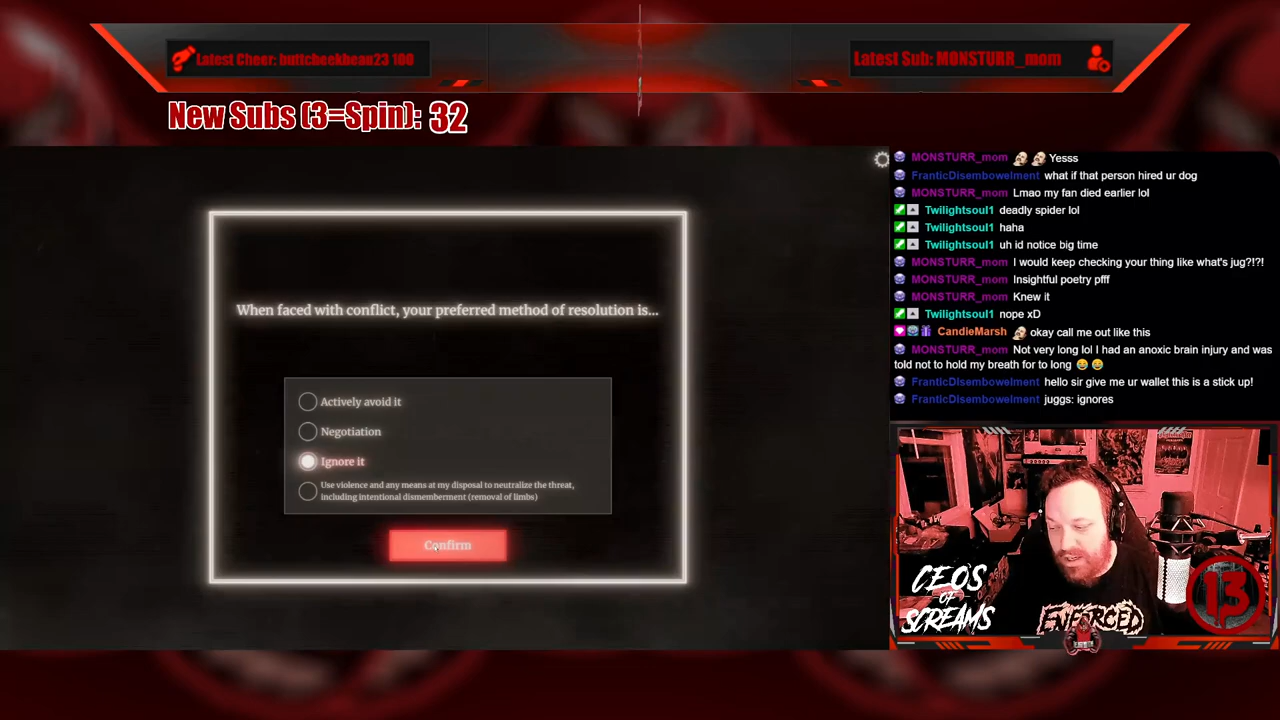 Latest Cheer: buttcheekbeau23 100
Latest Sub: MONSTURR_mom
New Subs (3=Spin): 32
When faced with conflict, your preferred method of resolution is...
Actively avoid it
Negotiation
Ignore it
Use violence and any means at my disposal to neutralize the threat,
including intentional dismemberment (removal of limbs)
Confirm
MONSTURR_mom Yesss
FranticDisembowelment what if that person hired ur dog
MONSTURR_mom Lmao my fan died earlier lol
Twilightsoul1 deadly spider lol
Twilightsoul1 haha
Twilightsoul1 uh id notice big time
MONSTURR_mom I would keep checking your thing like what's jug?!?!
MONSTURR_mom Insightful poetry pfff
MONSTURR_mom Knew it
Twilightsoul1 nope xD
CandieMarsh okay call me out like this
MONSTURR_mom Not very long lol I had an anoxic brain injury and was
told not to hold my breath for to long
FranticDisembowelment hello sir give me ur wallet this is a stick up!
FranticDisembowelment juggs: ignores
CEOS
OF
SCREAMS
ENFORCED
13